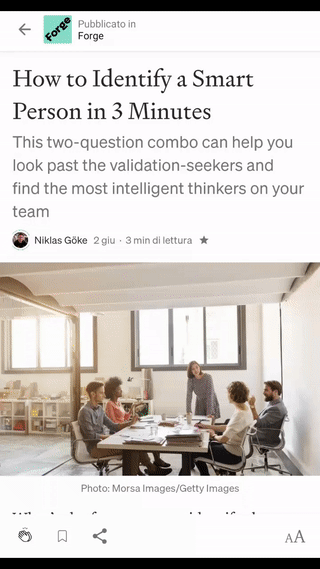 Forge
Pubblicato in
Forge
How to Identify a Smart
Person in 3 Minutes
This two-question combo can help you
look past the validation-seekers and
find the most intelligent thinkers on your
team
Niklas Göke 2 giu · 3 min di lettura ★
Photo: Morsa Images/Getty Images
AA